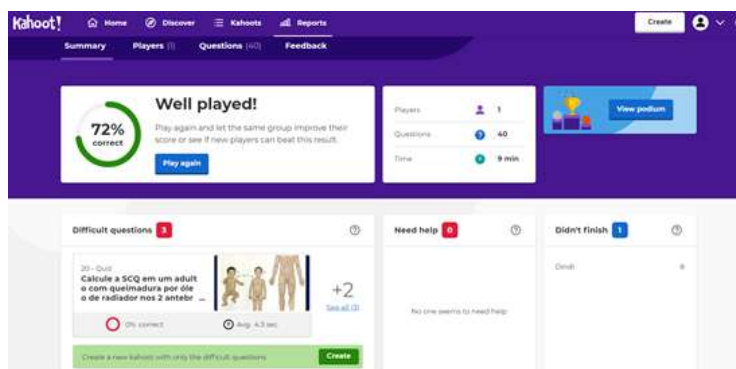 Kahoot!
Home
Discover
Kahoots
Reports
Create
Summary
Players (1)
Questions (40)
Feedback
72%
correct
Well played!
Play again and let the same group improve their
score or see if new players can beat this result.
Play again
Players 1
Questions 40
Time 9 min
View podium
Difficult questions 3
20 - Quiz
Calcule a SCQ em um adult
o com queimadura por óle
o de radiador nos 2 antebr ...
0% correct
Avg. 4.3 sec
+2
See all (3)
Create a new kahoot with only the difficult questions
Create
Need help 0
No one seems to need help
Didn't finish 1